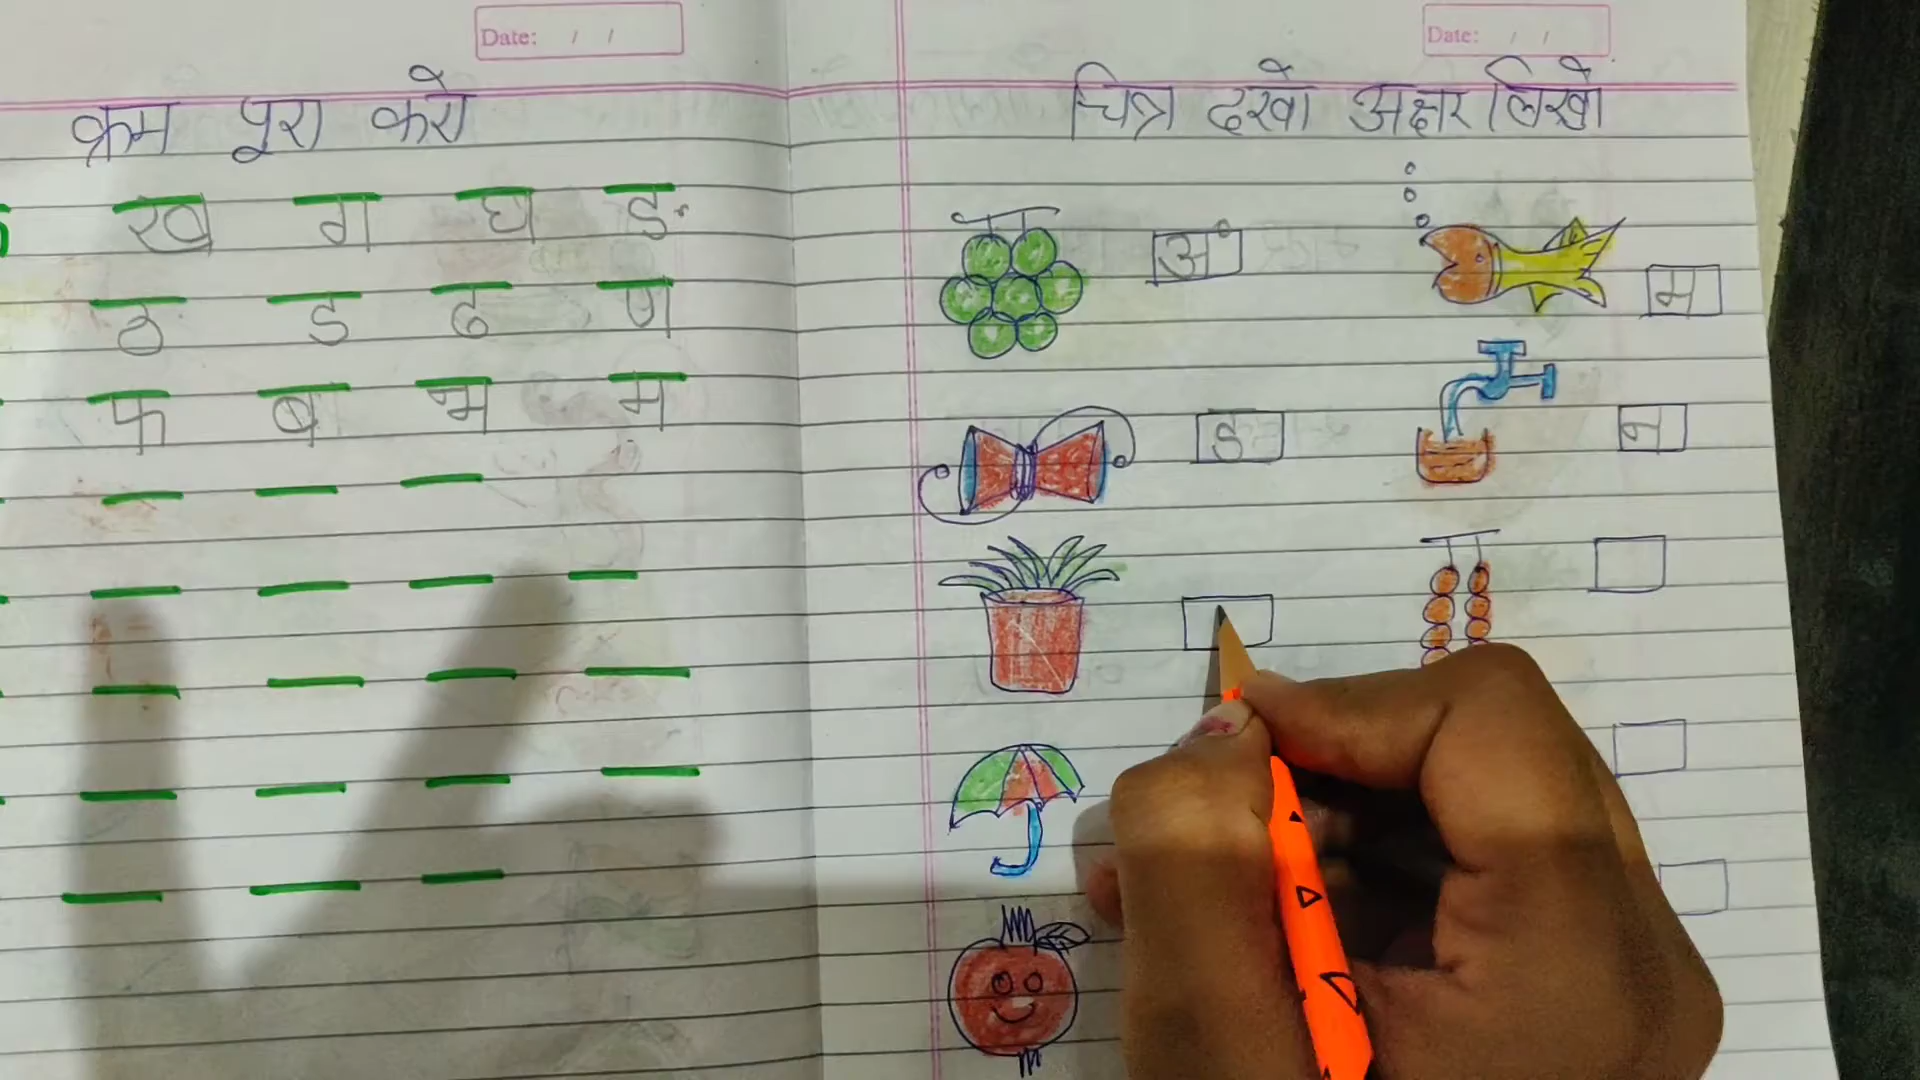 Date: / /
क्रम पूरा करो
ख ग घ ङ
ठ ड ढ ण
फ ब भ म
Date: / /
चित्र देखो अक्षर लिखो
अं म
ड न